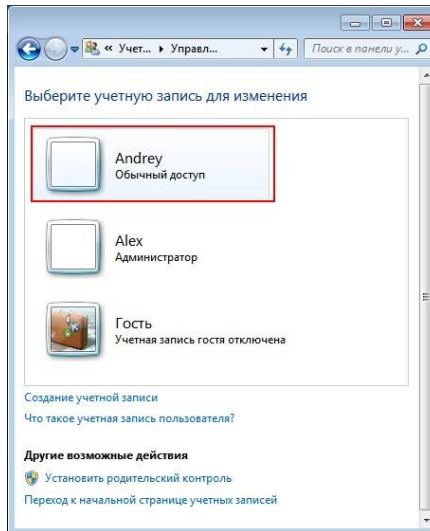 « Учет... ▸ Управл...
Поиск в панели у...
Выберите учетную запись для изменения
Andrey
Обычный доступ
Alex
Администратор
Гость
Учетная запись гостя отключена
Создание учетной записи
Что такое учетная запись пользователя?
Другие возможные действия
Установить родительский контроль
Переход к начальной странице учетных записей